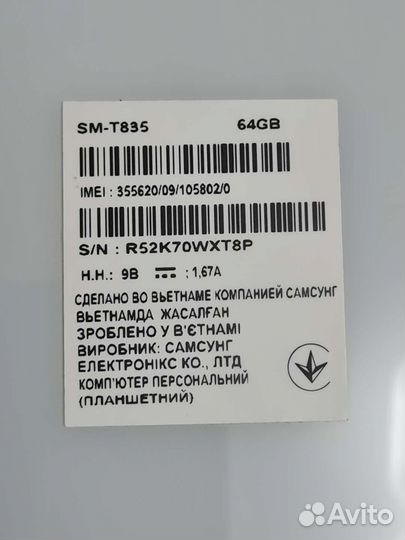 SM-T835 64GB
IMEI : 355620/09/105802/0
S/N : R52K70WXT8P
Н.Н.: 9В ⎓ : 1,67А
СДЕЛАНО ВО ВЬЕТНАМЕ КОМПАНИЕЙ САМСУНГ
ВЬЕТНАМДА ЖАСАЛҒАН
ЗРОБЛЕНО У В'ЄТНАМІ
ВИРОБНИК: САМСУНГ
ЕЛЕКТРОНІКС КО., ЛТД
КОМП'ЮТЕР ПЕРСОНАЛЬНИЙ
(ПЛАНШЕТНИЙ)
Avito